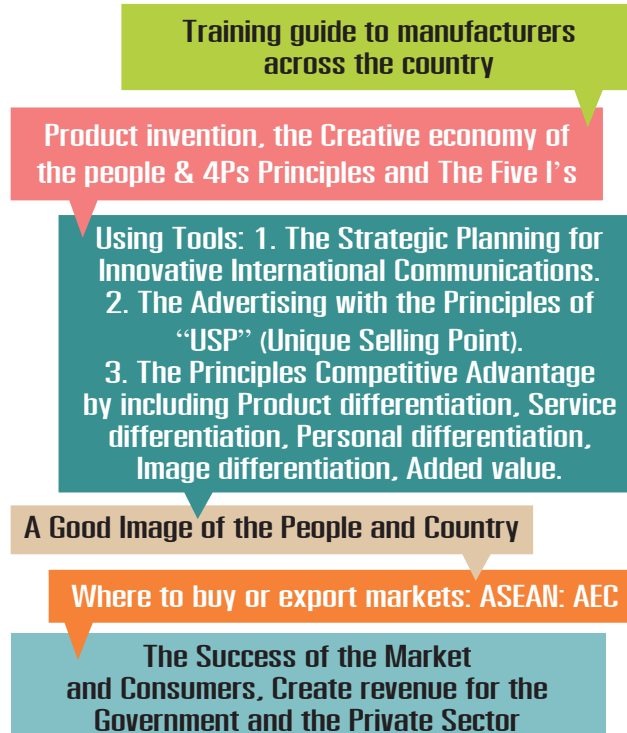 Training guide to manufacturers
across the country
Product invention, the Creative economy of
the people & 4Ps Principles and The Five I’s
Using Tools: 1. The Strategic Planning for
Innovative International Communications.
2. The Advertising with the Principles of
“USP” (Unique Selling Point).
3. The Principles Competitive Advantage
by including Product differentiation, Service
differentiation, Personal differentiation,
Image differentiation, Added value.
A Good Image of the People and Country
Where to buy or export markets: ASEAN: AEC
The Success of the Market
and Consumers, Create revenue for the
Government and the Private Sector